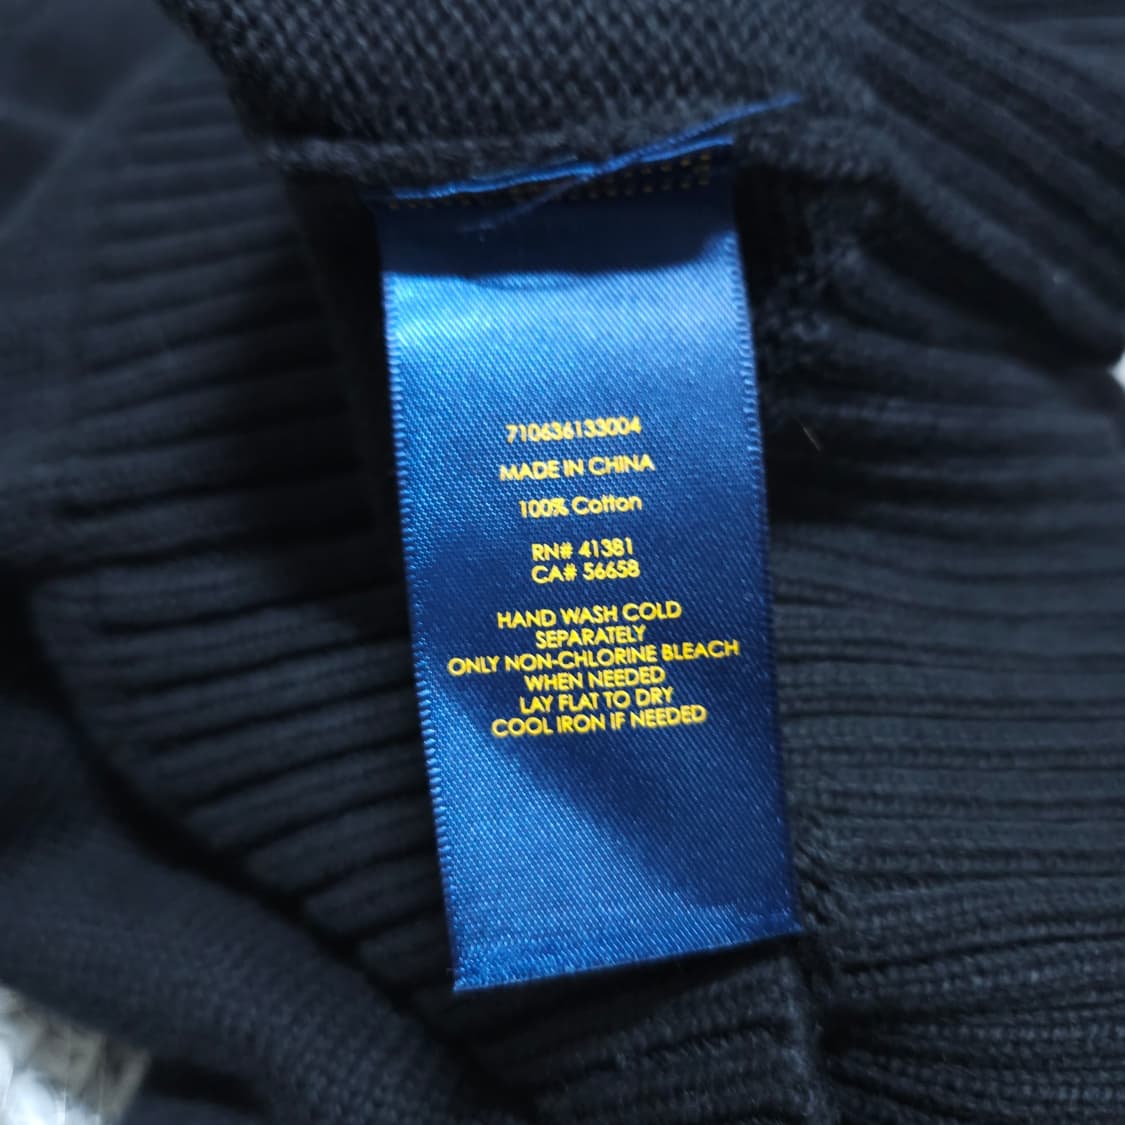 710636133004
MADE IN CHINA
100% Cotton
RN# 41381
CA# 56658
HAND WASH COLD
SEPARATELY
ONLY NON-CHLORINE BLEACH
WHEN NEEDED
LAY FLAT TO DRY
COOL IRON IF NEEDED